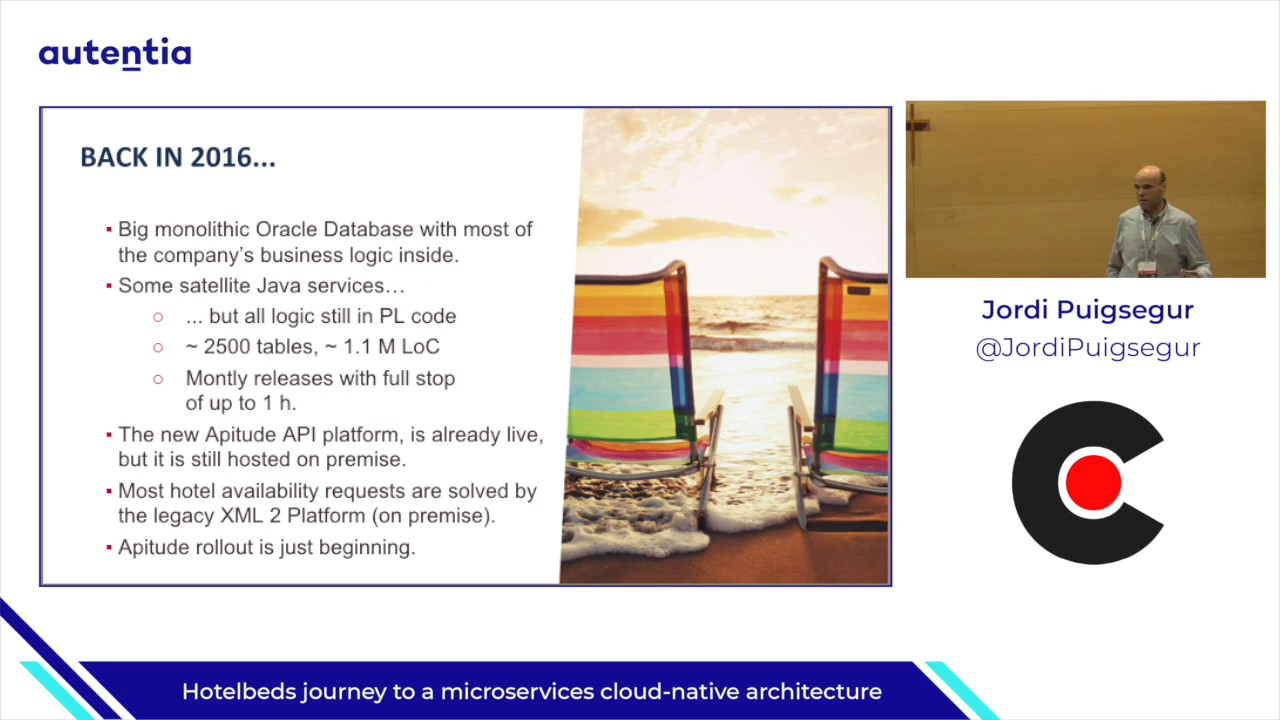 autentia
BACK IN 2016...
▪ Big monolithic Oracle Database with most of
the company’s business logic inside.
▪ Some satellite Java services…
○ ... but all logic still in PL code
○ ~ 2500 tables, ~ 1.1 M LoC
○ Montly releases with full stop
of up to 1 h.
▪ The new Apitude API platform, is already live,
but it is still hosted on premise.
▪ Most hotel availability requests are solved by
the legacy XML 2 Platform (on premise).
▪ Apitude rollout is just beginning.
Jordi Puigsegur
@JordiPuigsegur
Hotelbeds journey to a microservices cloud-native architecture